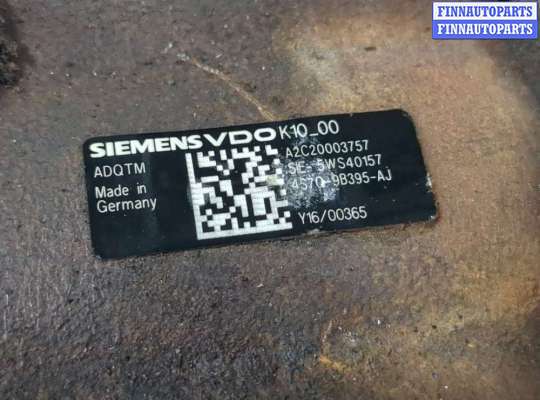 FINNAUTOPARTS
FINNAUTOPARTS
SIEMENS VDO K10_00
ADQTM
Made in
Germany
A2C20003757
SIE- 5WS40157
4S7Q-9B395-AJ
Y16/00365